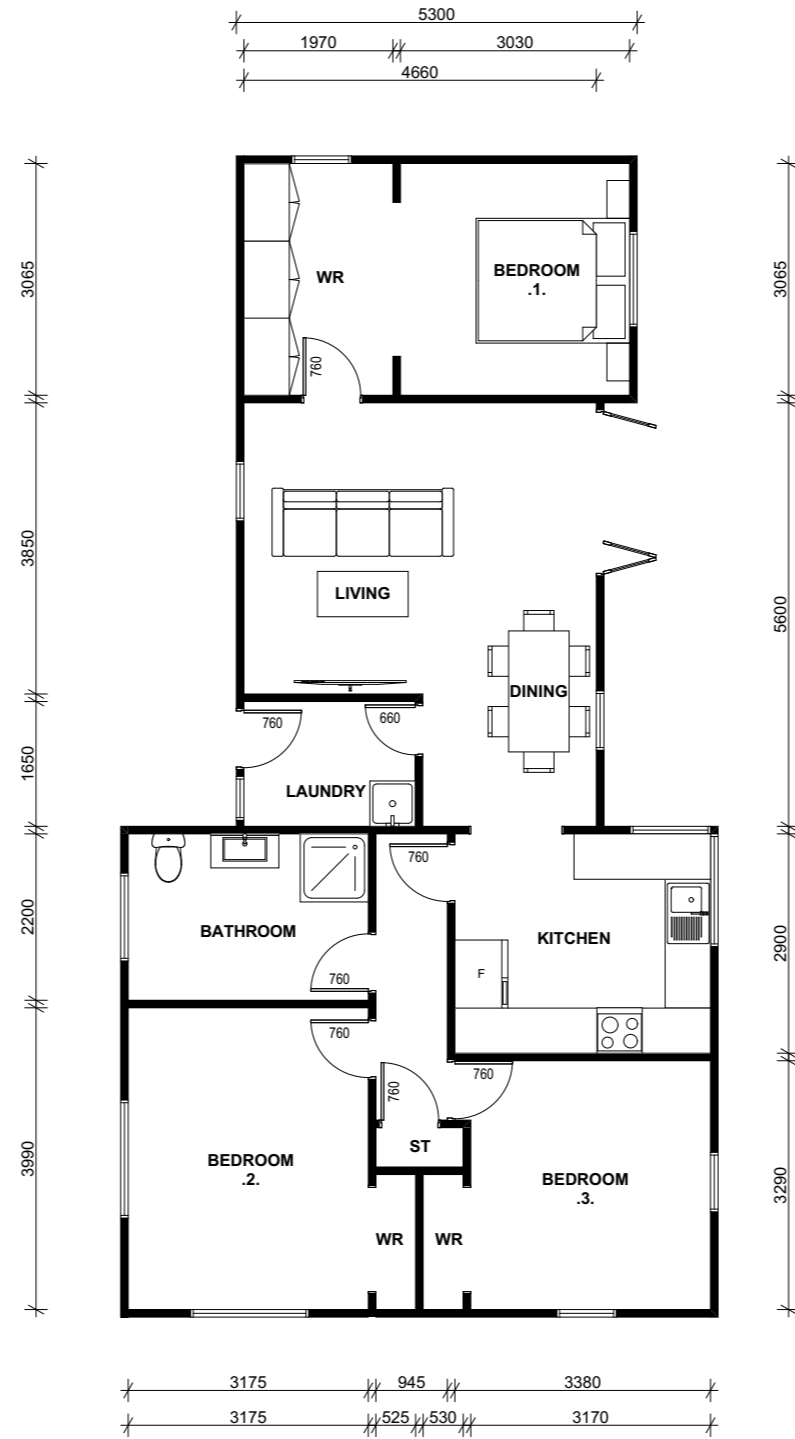 5300
1970
3030
4660
3065
3065
WR
BEDROOM
.1.
760
3850
5600
LIVING
DINING
760
660
1650
LAUNDRY
760
2200
2900
BATHROOM
KITCHEN
F
760
760
760
760
3990
3290
ST
BEDROOM
.2.
BEDROOM
.3.
WR
WR
3175
945
3380
3175
525
530
3170